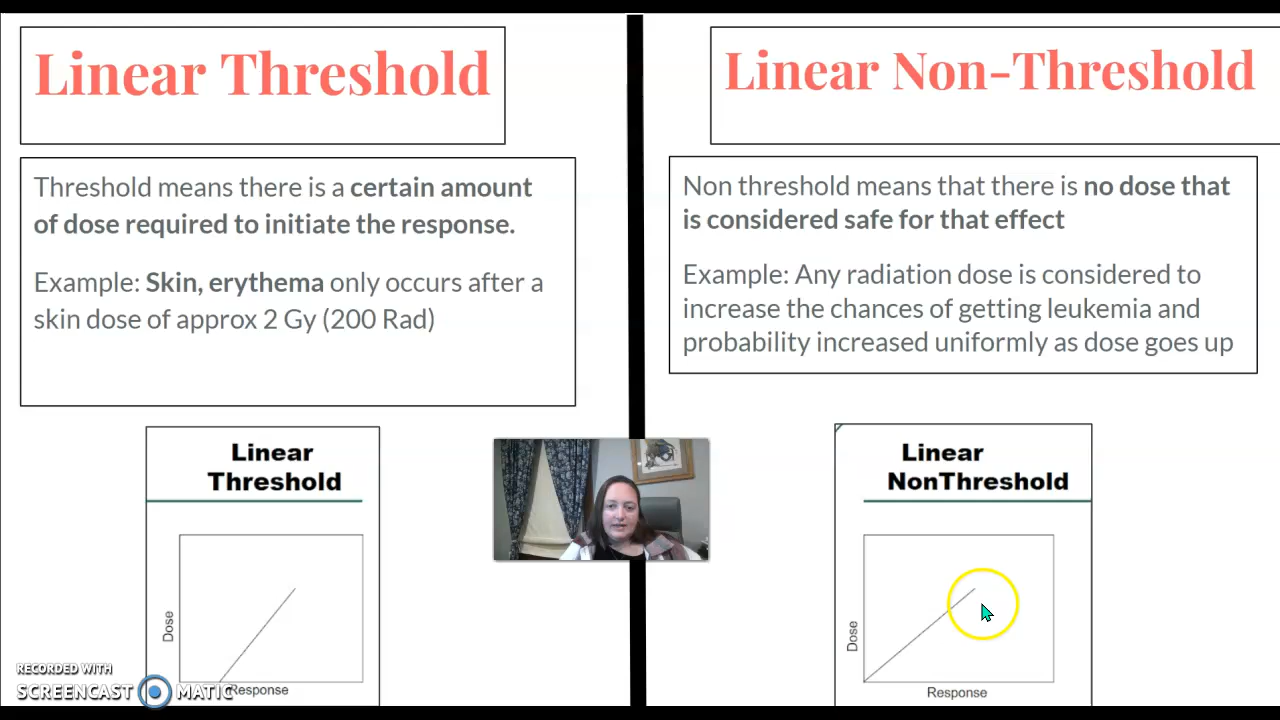 Linear Threshold
Threshold means there is a certain amount
of dose required to initiate the response.
Example: Skin, erythema only occurs after a
skin dose of approx 2 Gy (200 Rad)
Linear
Threshold
Dose
Response
Linear Non-Threshold
Non threshold means that there is no dose that
is considered safe for that effect
Example: Any radiation dose is considered to
increase the chances of getting leukemia and
probability increased uniformly as dose goes up
Linear
NonThreshold
Dose
Response
RECORDED WITH
SCREENCAST MATIC